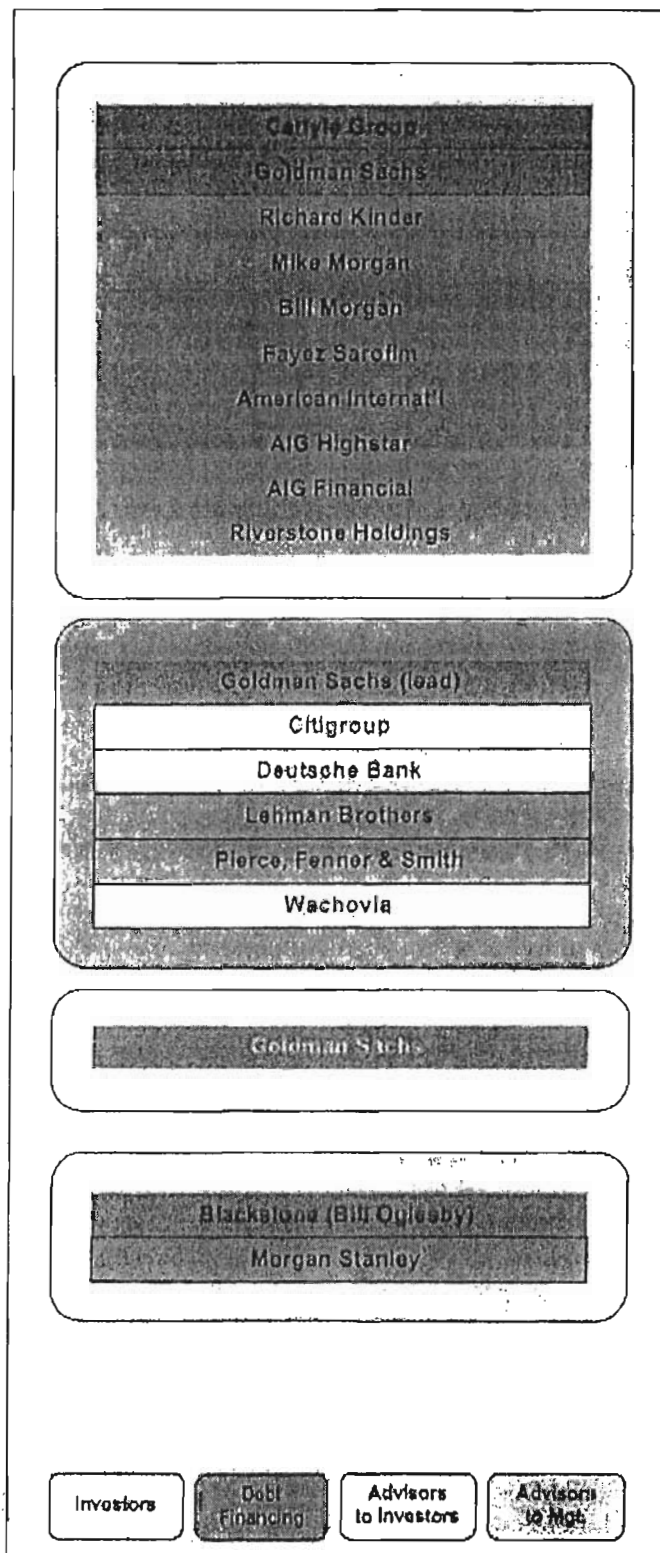 Carlyle Group
Goldman Sachs
Richard Kinder
Mike Morgan
Bill Morgan
Fayez Sarofim
American Internat'l
AIG Highstar
AIG Financial
Riverstone Holdings
Goldman Sachs (lead)
Citigroup
Deutsche Bank
Lehman Brothers
Pierce, Fenner & Smith
Wachovia
Goldman Sachs
Blackstone (Bill Oglesby)
Morgan Stanley
Investors
Debt
Financing
Advisors
to Investors
Advisors
to Mgt.